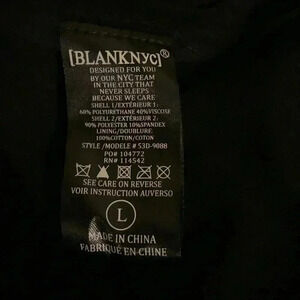 [BLANKNYC]®
DESIGNED FOR YOU
BY OUR NYC TEAM
IN THE CITY THAT
NEVER SLEEPS
BECAUSE WE CARE
SHELL 1/EXTÉRIEUR 1:
60% POLYURETHANE 40%VISCOSE
SHELL 2/EXTÉRIEUR 2:
90% POLYESTER 10%SPANDEX
LINING/DOUBLURE:
100%COTTON/COTON
STYLE /MODELE # 53D-9088
PO# 104772
RN# 114542
SEE CARE ON REVERSE
VOIR INSTRUCTION AUVERSO
L
MADE IN CHINA
FABRIQUÉ EN CHINE